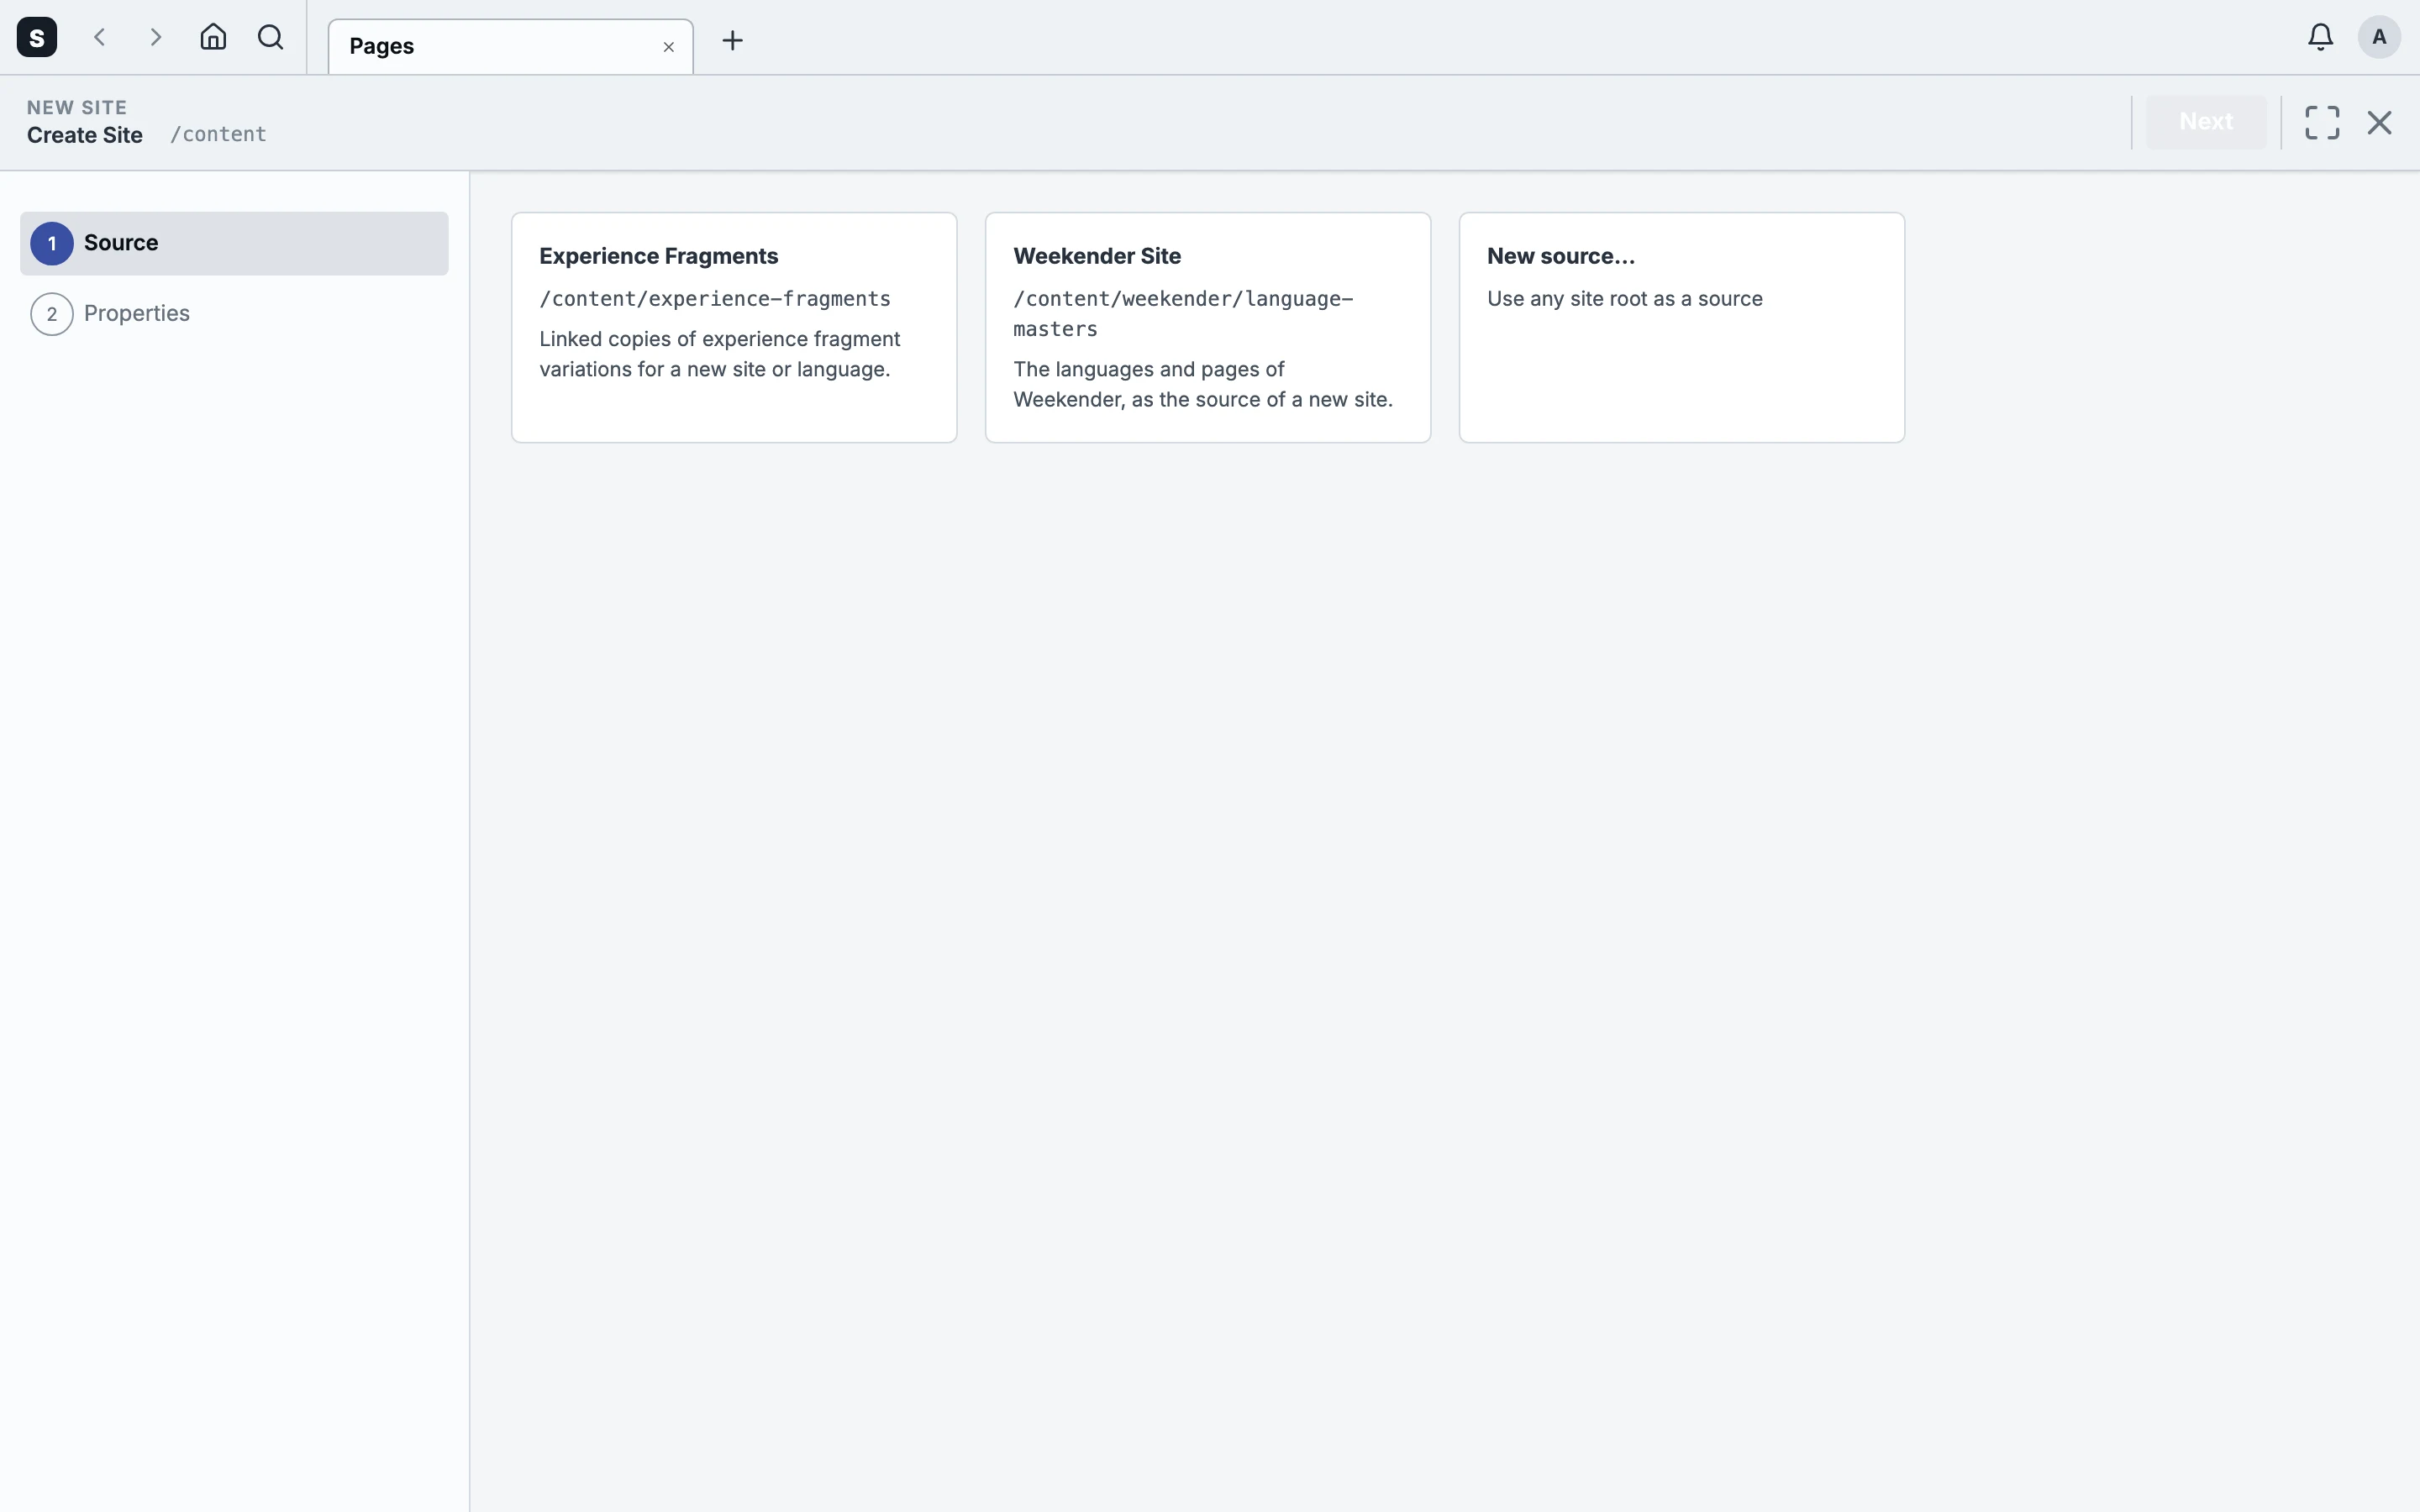 S
Pages
A
NEW SITE
Create Site /content
Next
1 Source
2 Properties
Experience Fragments
/content/experience-fragments
Linked copies of experience fragment
variations for a new site or language.
Weekender Site
/content/weekender/language-
masters
The languages and pages of
Weekender, as the source of a new site.
New source...
Use any site root as a source